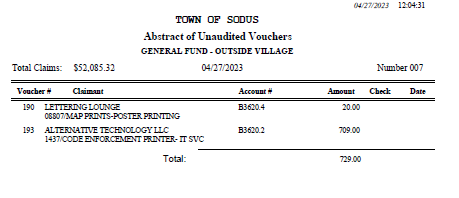 04/27/2023 12:04:31
TOWN OF SODUS
Abstract of Unaudited Vouchers
GENERAL FUND - OUTSIDE VILLAGE
Total Claims: $52,085.32 04/27/2023 Number 007
Voucher # Claimant Account # Amount Check Date
190 LETTERING LOUNGE B3620.4 20.00
08807/MAP PRINTS-POSTER PRINTING
193 ALTERNATIVE TECHNOLOGY LLC B3620.2 709.00
1437/CODE ENFORCEMENT PRINTER- IT SVC
Total: 729.00